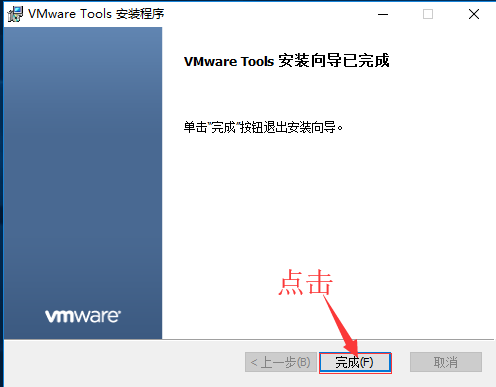 VMware Tools 安装程序
VMware Tools 安装向导已完成
单击"完成"按钮退出安装向导。
点击
vmware®
< 上一步(B)
完成(F)
取消